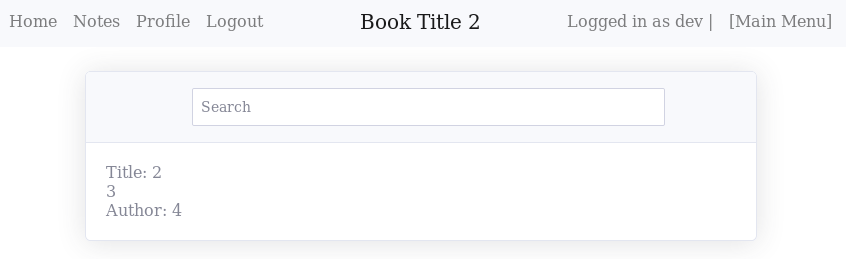 Home Notes Profile Logout Book Title 2 Logged in as dev | [Main Menu]
Search
Title: 2
3
Author: 4